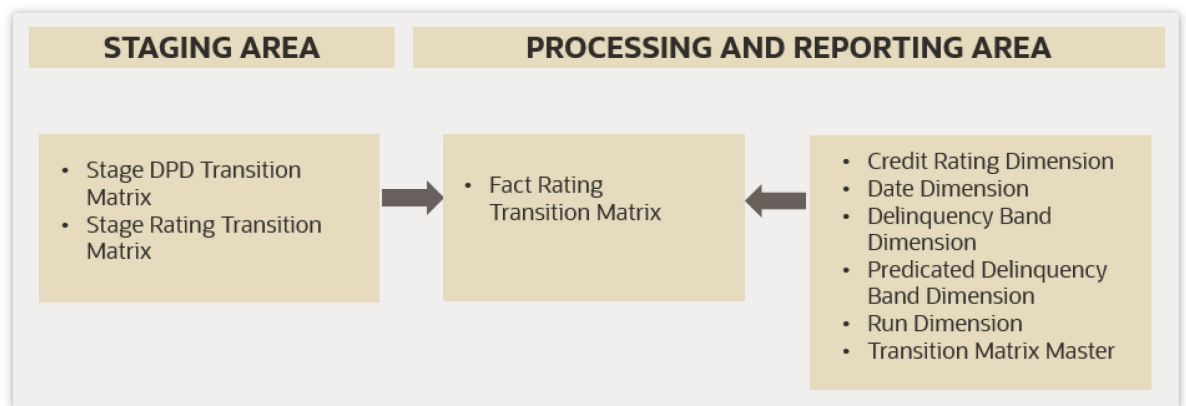 STAGING AREA
PROCESSING AND REPORTING AREA
• Stage DPD Transition
Matrix
• Stage Rating Transition
Matrix
• Fact Rating
Transition Matrix
• Credit Rating Dimension
• Date Dimension
• Delinquency Band
Dimension
• Predicated Delinquency
Band Dimension
• Run Dimension
• Transition Matrix Master